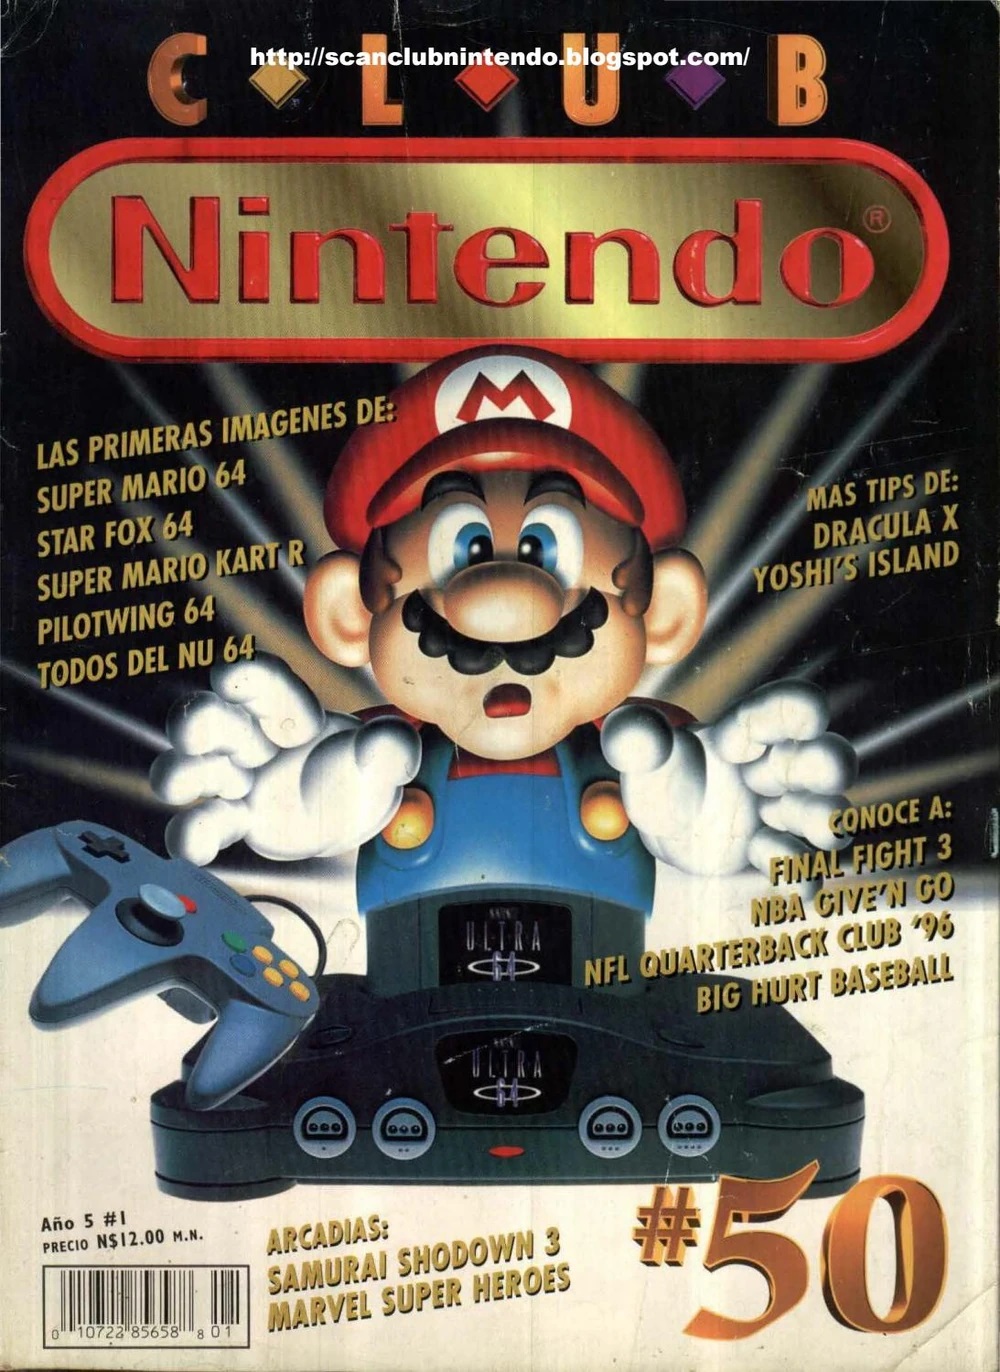 http://scanclubnintendo.blogspot.com/
CLUB
Nintendo®
M
LAS PRIMERAS IMAGENES DE:
SUPER MARIO 64
STAR FOX 64
SUPER MARIO KART R
PILOTWING 64
TODOS DEL NU 64
MAS TIPS DE:
DRACULA X
YOSHI'S ISLAND
CONOCE A:
FINAL FIGHT 3
NBA GIVE'N GO
NFL QUARTERBACK CLUB '96
BIG HURT BASEBALL
ULTRA
64
ULTRA
64
Año 5 #1
PRECIO N$12.00 M.N.
0 10722 85658 8 01
ARCADIAS:
SAMURAI SHODOWN 3
MARVEL SUPER HEROES
#50